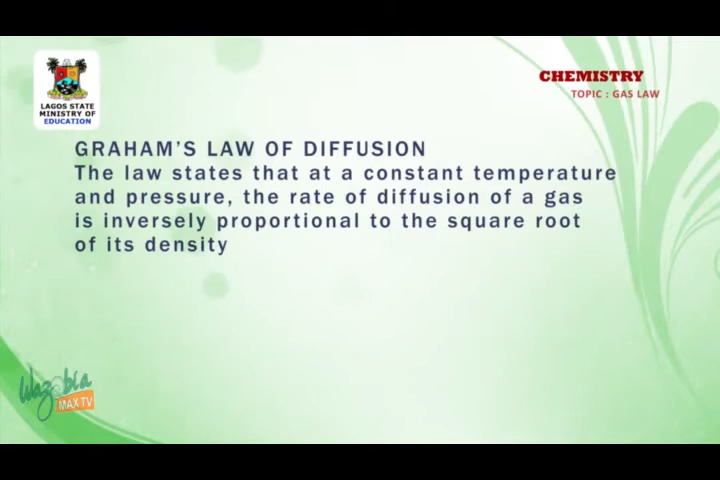 LAGOS STATE
MINISTRY OF
EDUCATION
CHEMISTRY
TOPIC : GAS LAW
GRAHAM'S LAW OF DIFFUSION
The law states that at a constant temperature
and pressure, the rate of diffusion of a gas
is inversely proportional to the square root
of its density
Wazobia
MAX TV